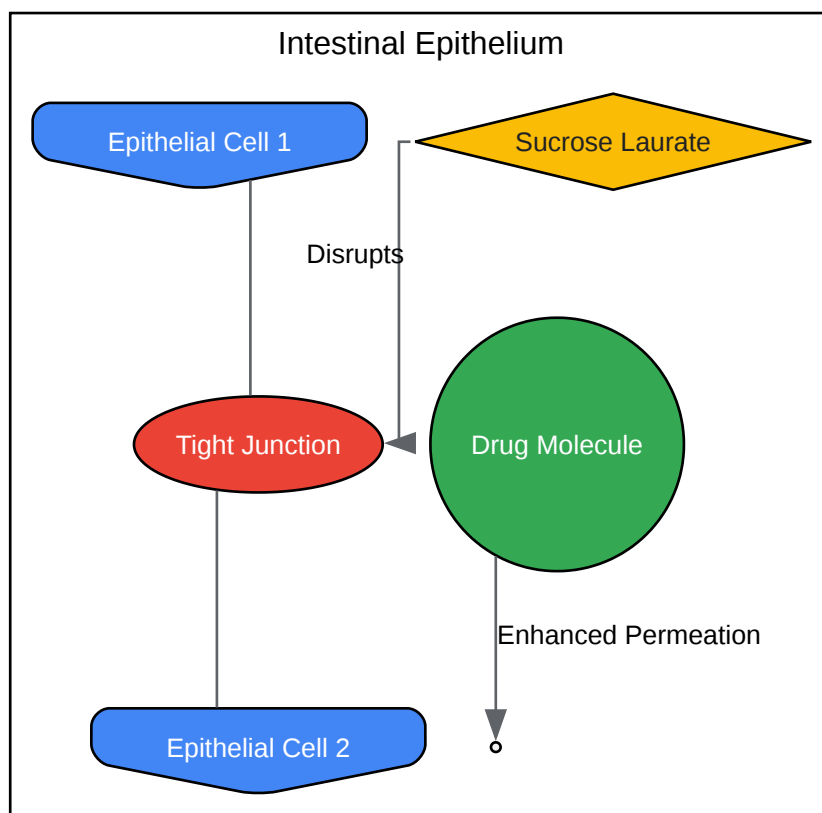 Intestinal Epithelium
Epithelial Cell 1
Sucrose Laurate
Disrupts
Tight Junction
Drug Molecule
Enhanced Permeation
Epithelial Cell 2